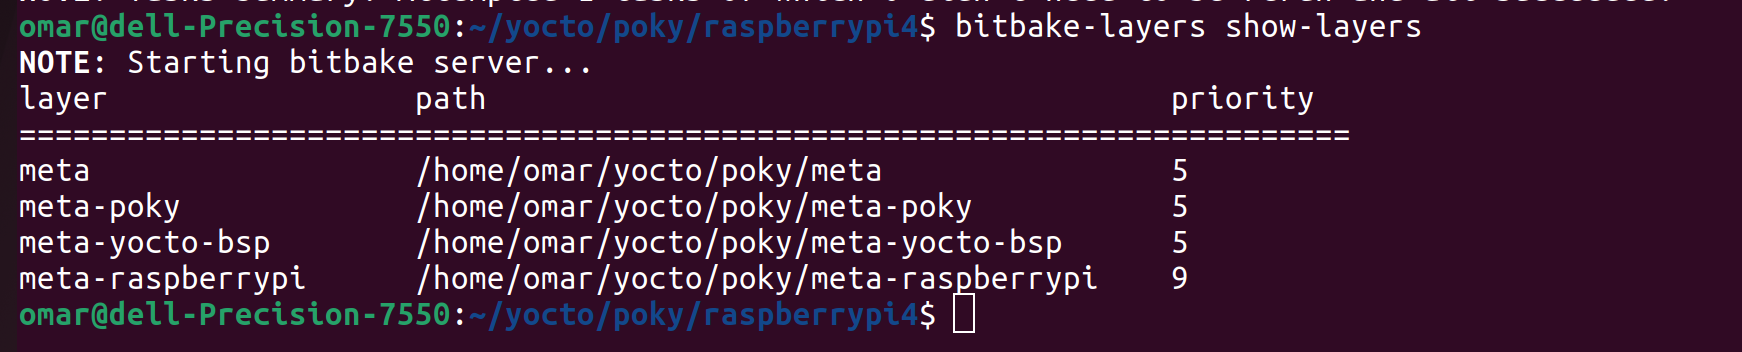 omar@dell-Precision-7550:~/yocto/poky/raspberrypi4$ bitbake-layers show-layers
NOTE: Starting bitbake server...
layer                 path                                      priority
==========================================================================
meta                  /home/omar/yocto/poky/meta                5
meta-poky             /home/omar/yocto/poky/meta-poky           5
meta-yocto-bsp        /home/omar/yocto/poky/meta-yocto-bsp      5
meta-raspberrypi      /home/omar/yocto/poky/meta-raspberrypi    9
omar@dell-Precision-7550:~/yocto/poky/raspberrypi4$